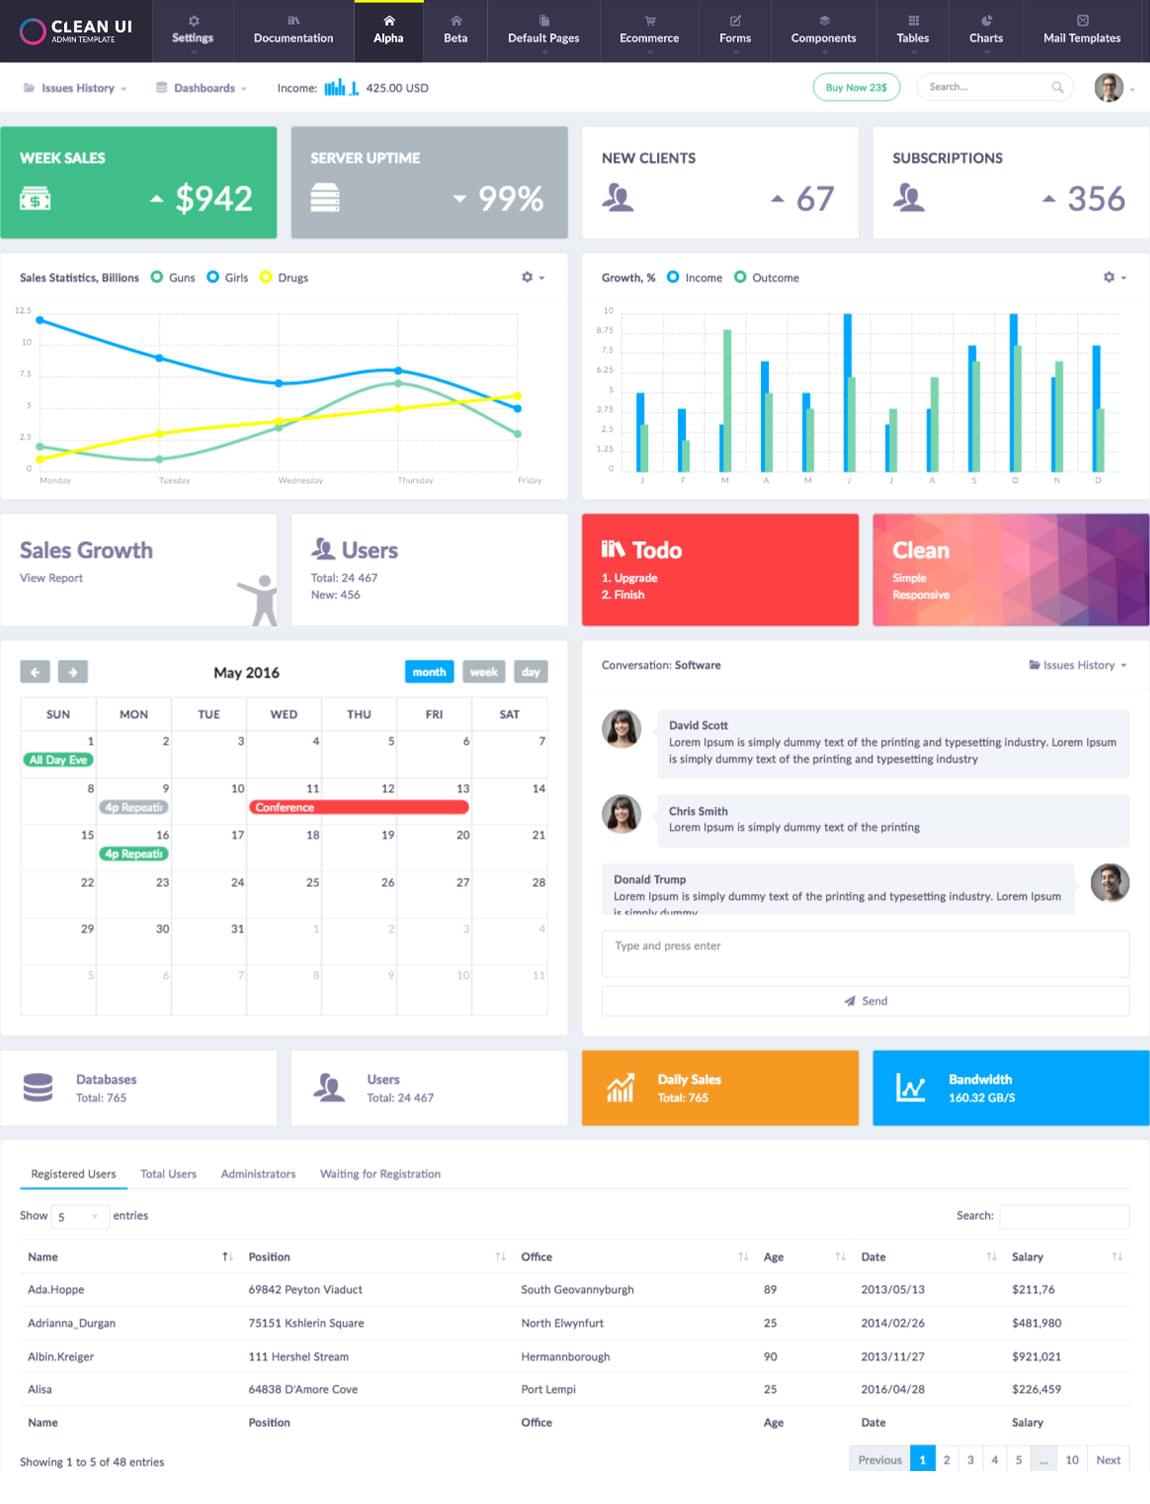 CLEAN UI
ADMIN TEMPLATE
Settings
Documentation
Alpha
Beta
Default Pages
Ecommerce
Forms
Components
Tables
Charts
Mail Templates
Issues History
Dashboards
Income: 425.00 USD
Buy Now 23$
Search...
WEEK SALES
$942
SERVER UPTIME
99%
NEW CLIENTS
67
SUBSCRIPTIONS
356
Sales Statistics, Billions Guns Girls Drugs
12.5
10
7.5
5
2.5
0
Monday Tuesday Wednesday Thursday Friday
Growth, % Income Outcome
10
8.75
7.5
6.25
5
3.75
2.5
1.25
0
J F M A M J J A S O N D
Sales Growth
View Report
Users
Total: 24 467
New: 456
Todo
1. Upgrade
2. Finish
Clean
Simple
Responsive
May 2016
month week day
SUN MON TUE WED THU FRI SAT
1 2 3 4 5 6 7
All Day Eve
8 9 10 11 12 13 14
4p Repeatir Conference
15 16 17 18 19 20 21
4p Repeatir
22 23 24 25 26 27 28
29 30 31 1 2 3 4
5 6 7 8 9 10 11
Conversation: Software
Issues History
David Scott
Lorem Ipsum is simply dummy text of the printing and typesetting industry. Lorem Ipsum
is simply dummy text of the printing and typesetting industry
Chris Smith
Lorem Ipsum is simply dummy text of the printing
Donald Trump
Lorem Ipsum is simply dummy text of the printing and typesetting industry. Lorem Ipsum
is simply dummy
Type and press enter
Send
Databases
Total: 765
Users
Total: 24 467
Daily Sales
Total: 765
Bandwidth
160.32 GB/S
Registered Users Total Users Administrators Waiting for Registration
Show 5 entries
Search:
Name Position Office Age Date Salary
Ada.Hoppe 69842 Peyton Viaduct South Geovannyburgh 89 2013/05/13 $211,76
Adrianna_Durgan 75151 Kshlerin Square North Elwynfurt 25 2014/02/26 $481,980
Albin.Kreiger 111 Hershel Stream Hermannborough 90 2013/11/27 $921,021
Alisa 64838 D'Amore Cove Port Lempi 25 2016/04/28 $226,459
Name Position Office Age Date Salary
Showing 1 to 5 of 48 entries
Previous 1 2 3 4 5 ... 10 Next